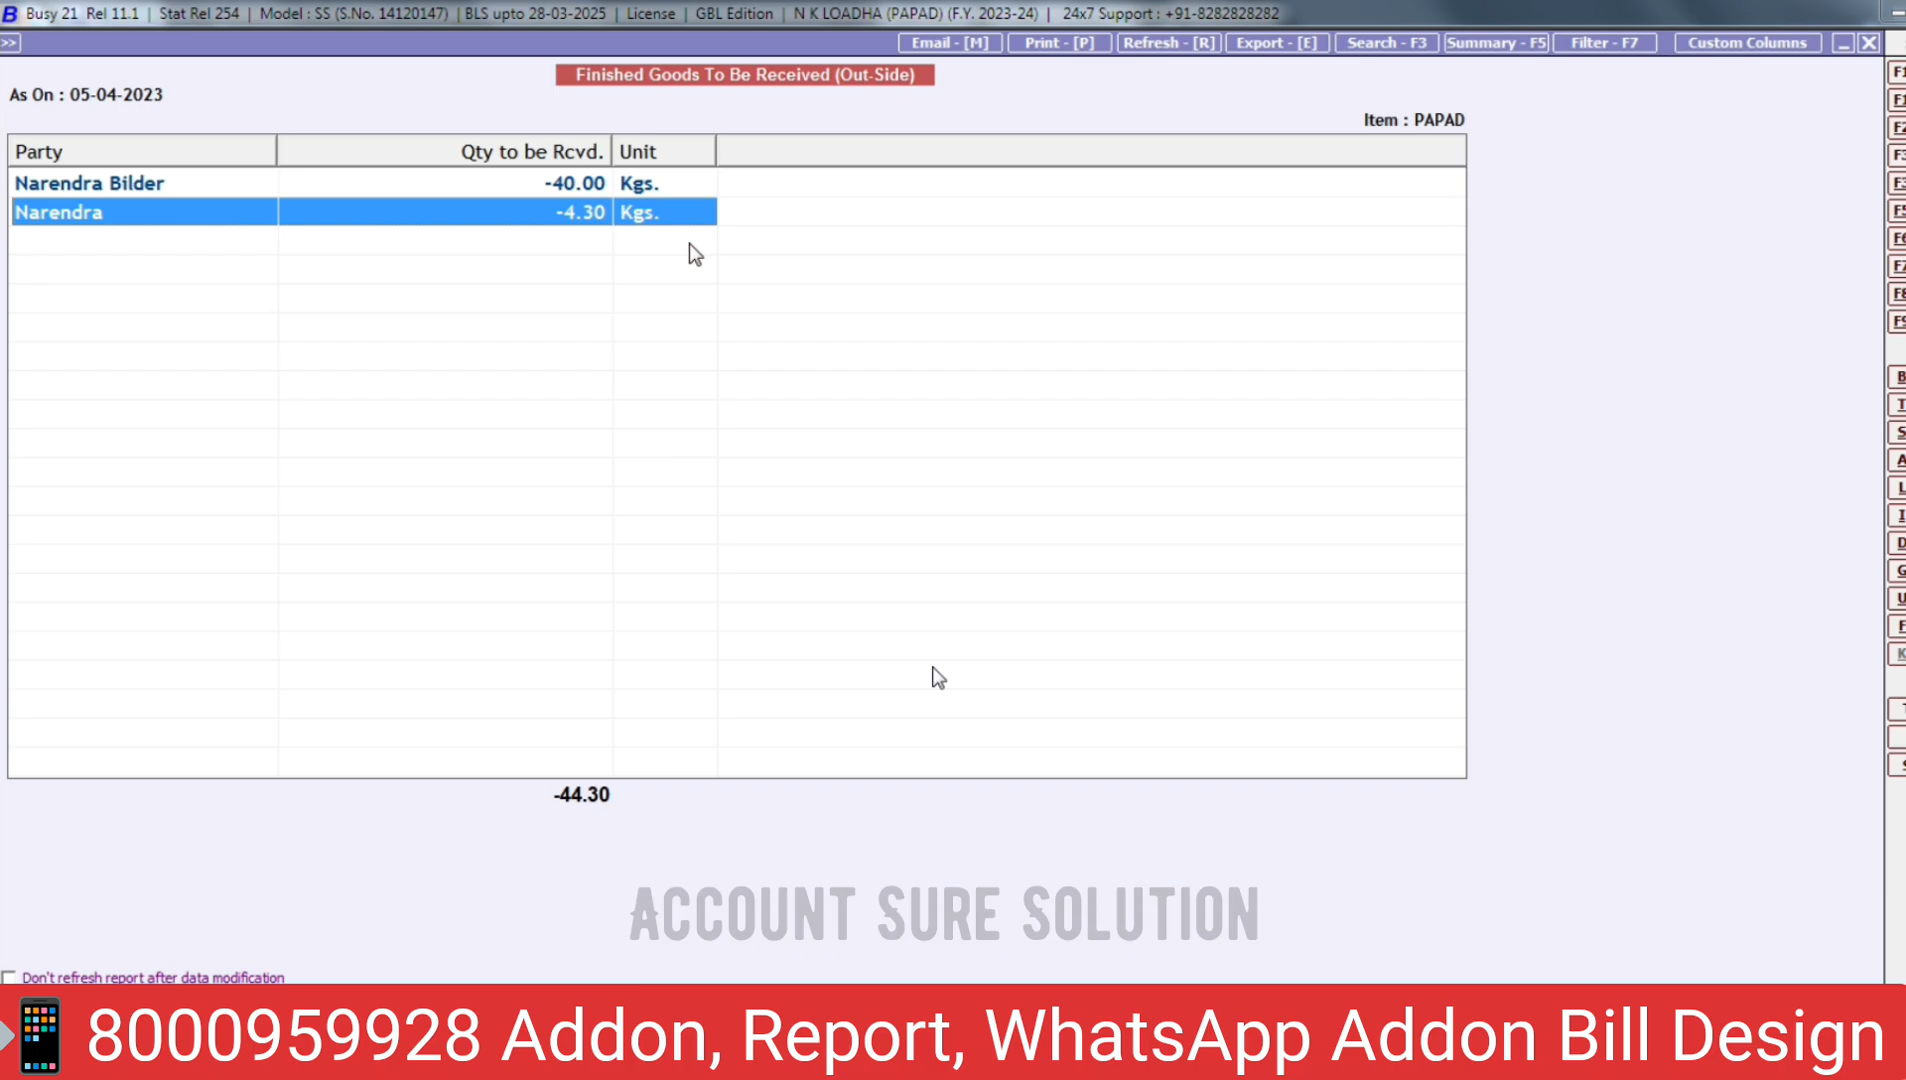 B Busy 21 Rel 11.1 | Stat Rel 254 | Model : SS (S.No. 14120147) | BLS upto 28-03-2025 | License | GBL Edition | N K LOADHA (PAPAD) (F.Y. 2023-24) | 24x7 Support : +91-8282828282
>> Email - [M] Print - [P] Refresh - [R] Export - [E] Search - F3 Summary - F5 Filter - F7 Custom Columns
Finished Goods To Be Received (Out-Side)
As On : 05-04-2023
Item : PAPAD
Party Qty to be Rcvd. Unit
Narendra Bilder -40.00 Kgs.
Narendra -4.30 Kgs.
-44.30
ACCOUNT SURE SOLUTION
Don't refresh report after data modification
8000959928 Addon, Report, WhatsApp Addon Bill Design